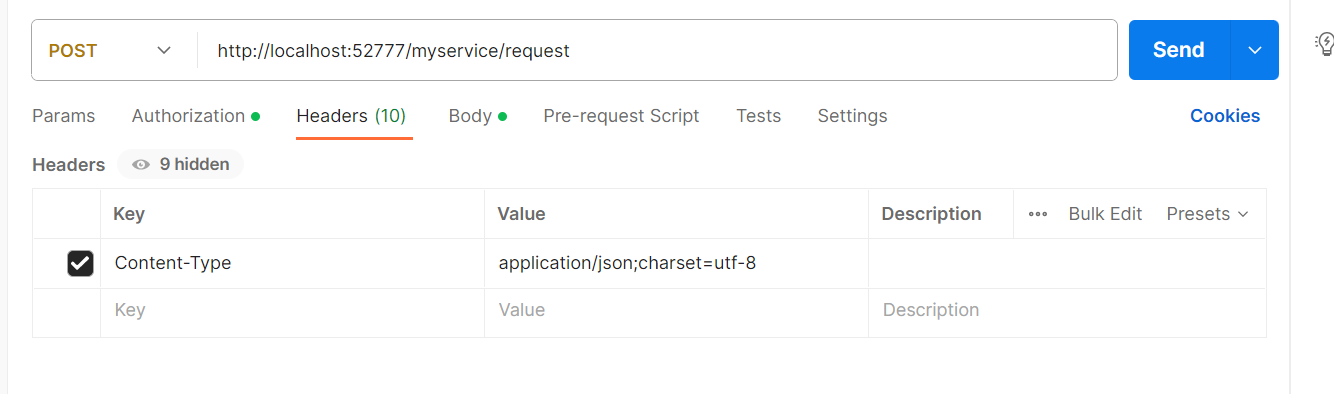 POST http://localhost:52777/myservice/request Send
Params Authorization Headers (10) Body Pre-request Script Tests Settings Cookies
Headers 9 hidden
Key Value Description Bulk Edit Presets
Content-Type application/json;charset=utf-8
Key Value Description